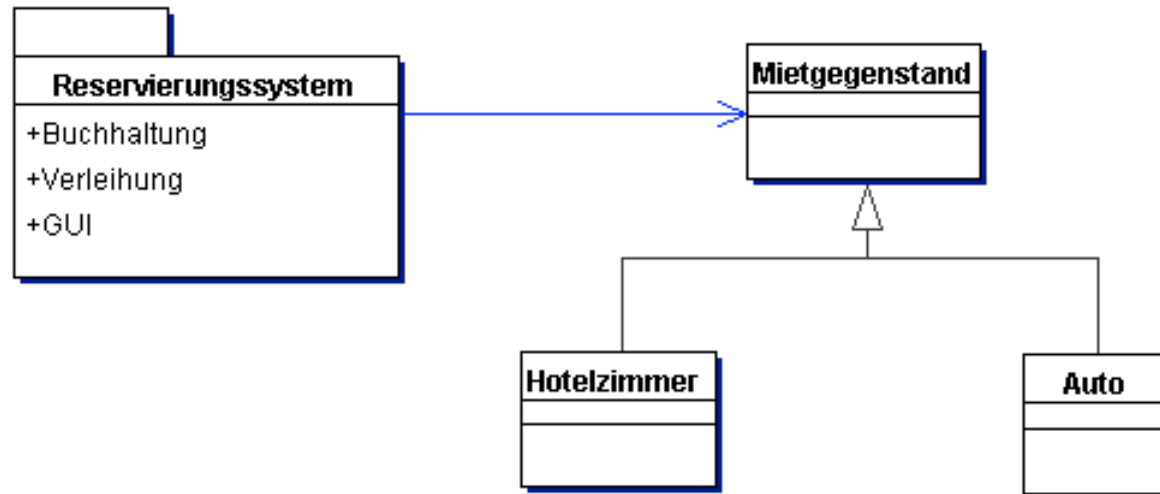 Reservierungssystem
+Buchhaltung
+Verleihung
+GUI
Mietgegenstand
Hotelzimmer
Auto